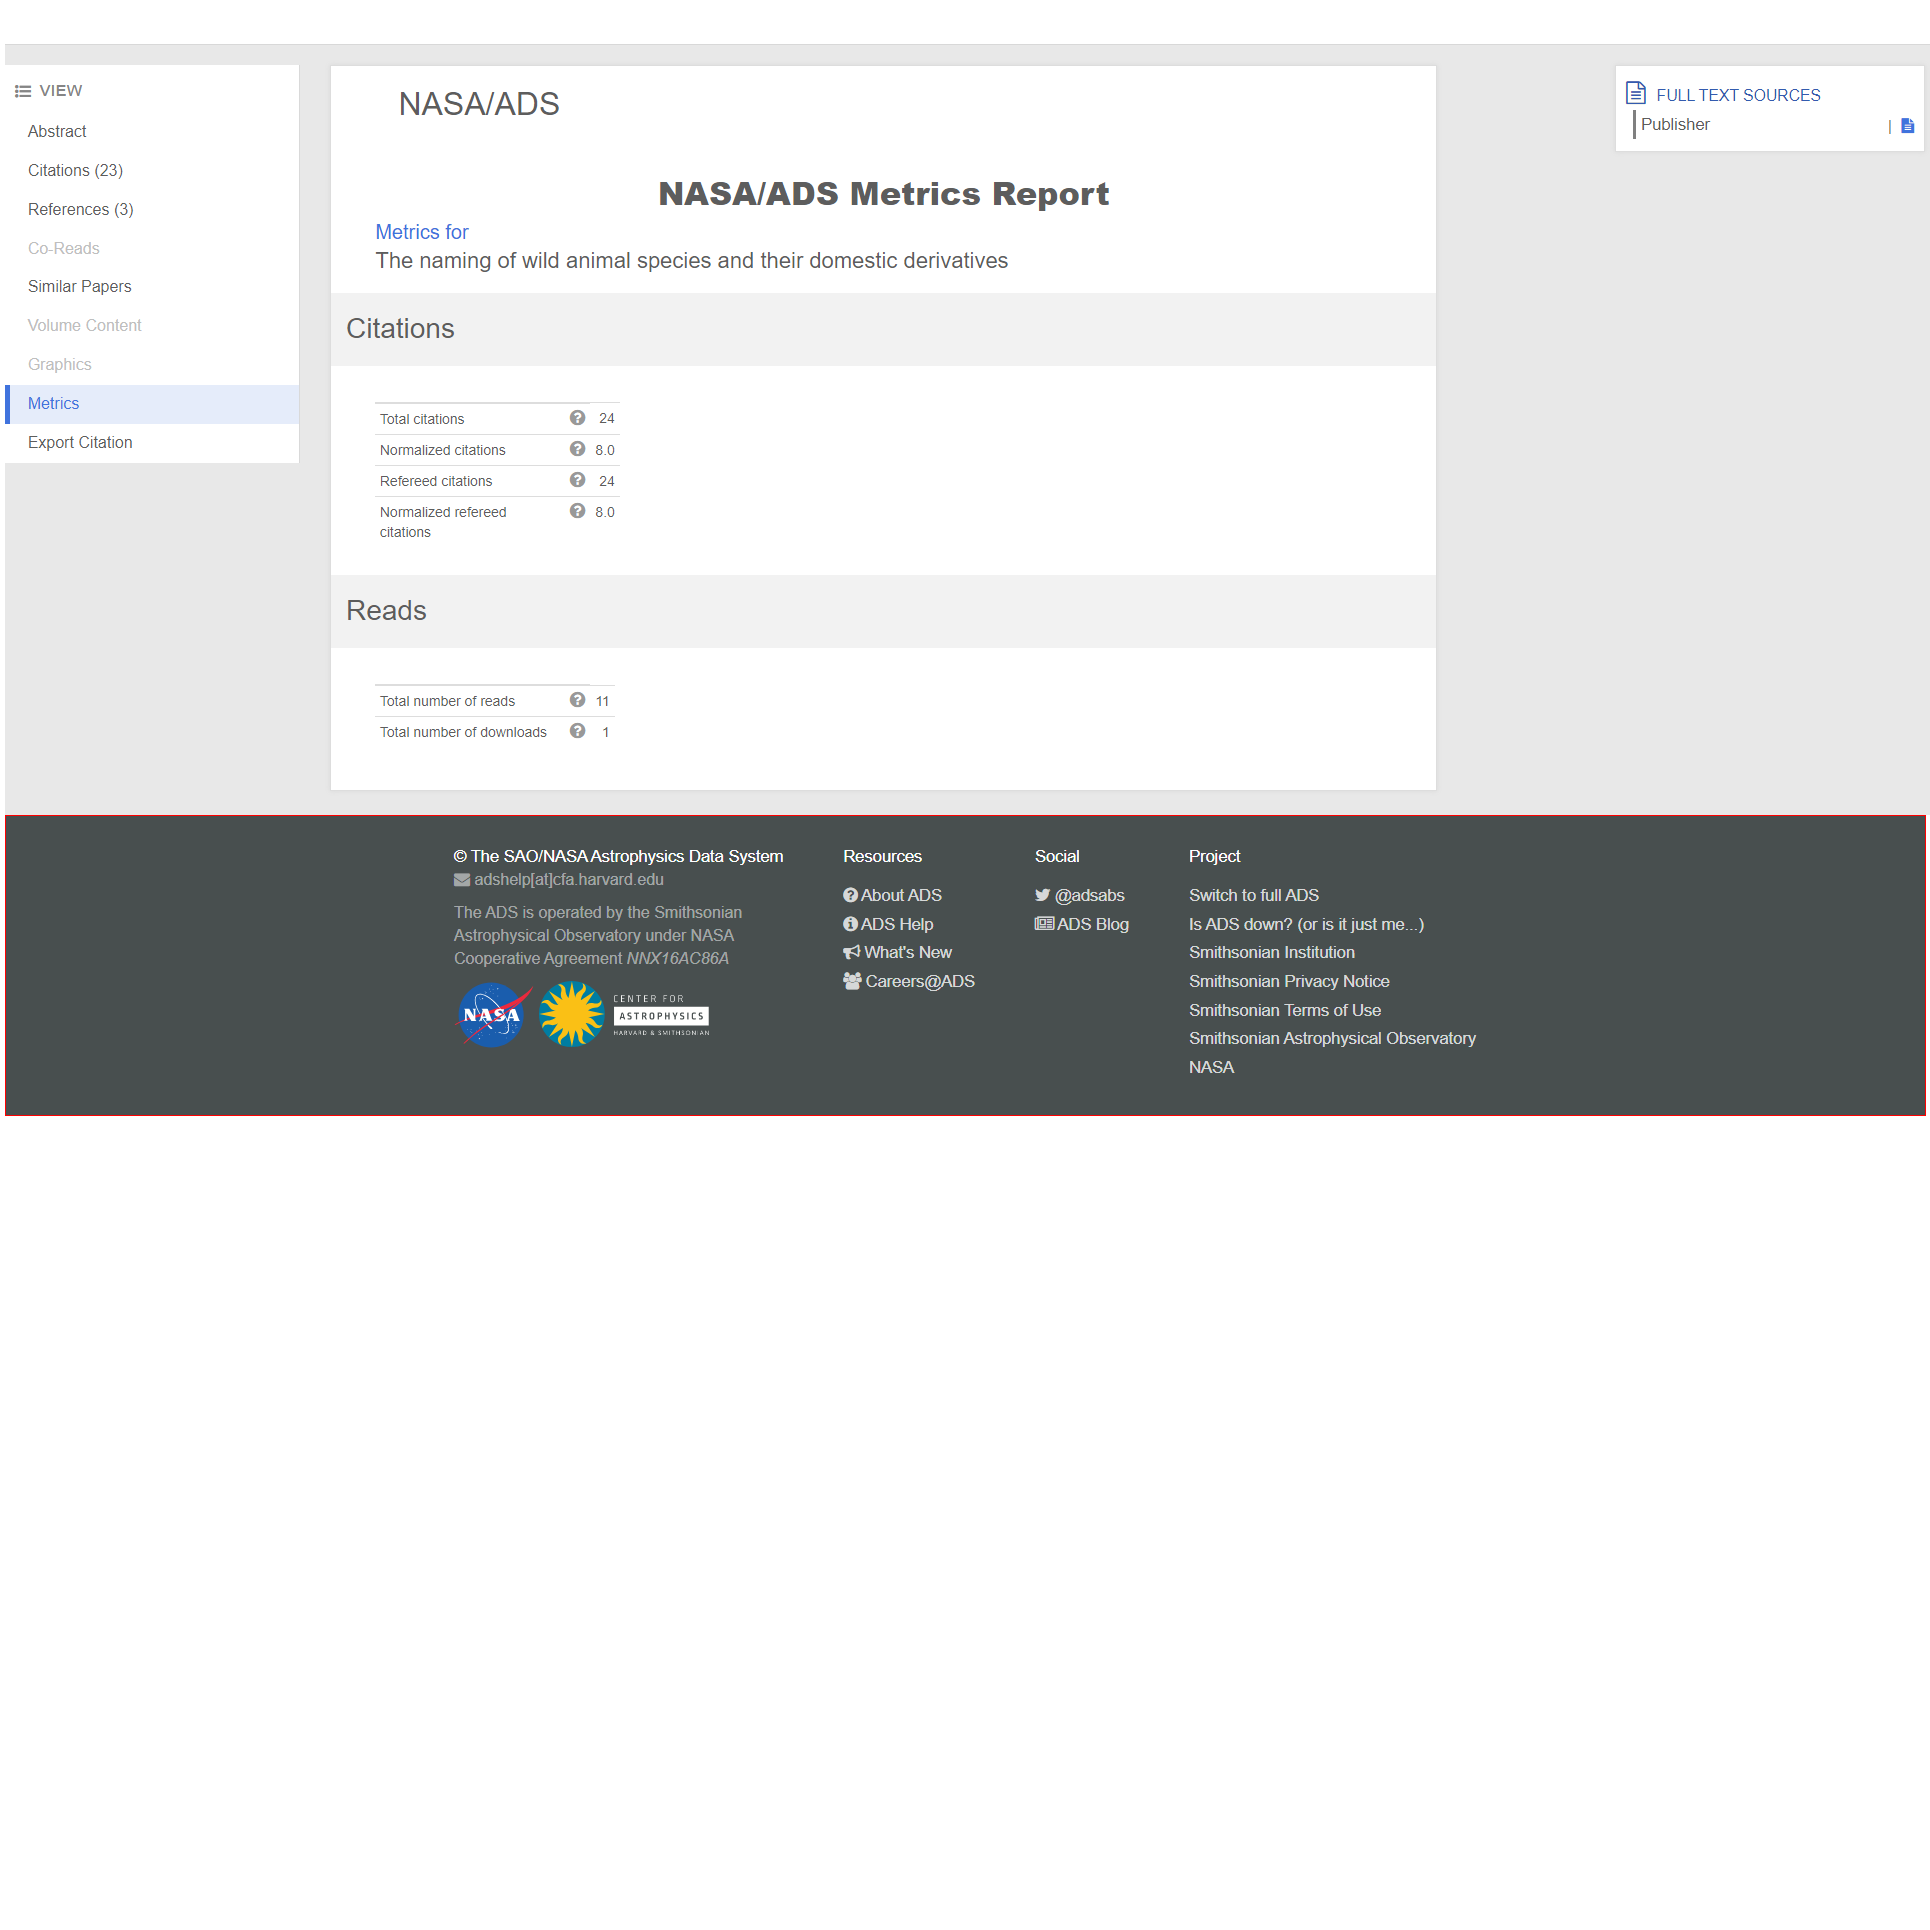 VIEW
Abstract
Citations (23)
References (3)
Co-Reads
Similar Papers
Volume Content
Graphics
Metrics
Export Citation
NASA/ADS
NASA/ADS Metrics Report
Metrics for
The naming of wild animal species and their domestic derivatives
Citations
Total citations 24
Normalized citations 8.0
Refereed citations 24
Normalized refereed 8.0
citations
Reads
Total number of reads 11
Total number of downloads 1
FULL TEXT SOURCES
Publisher |
© The SAO/NASA Astrophysics Data System
adshelp[at]cfa.harvard.edu
The ADS is operated by the Smithsonian
Astrophysical Observatory under NASA
Cooperative Agreement NNX16AC86A
NASA
CENTER FOR
ASTROPHYSICS
HARVARD & SMITHSONIAN
Resources
About ADS
ADS Help
What's New
Careers@ADS
Social
@adsabs
ADS Blog
Project
Switch to full ADS
Is ADS down? (or is it just me...)
Smithsonian Institution
Smithsonian Privacy Notice
Smithsonian Terms of Use
Smithsonian Astrophysical Observatory
NASA